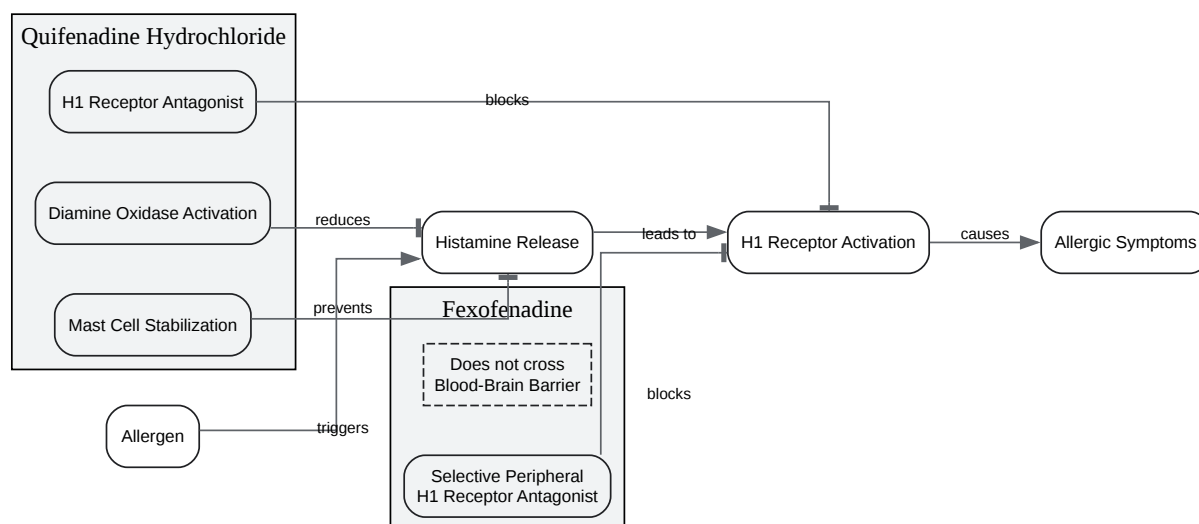 Quifenadine Hydrochloride
H1 Receptor Antagonist
blocks
Diamine Oxidase Activation
reduces
Histamine Release
leads to
H1 Receptor Activation
causes
Allergic Symptoms
Mast Cell Stabilization
prevents
Fexofenadine
Does not cross
Blood-Brain Barrier
blocks
Allergen
triggers
Selective Peripheral
H1 Receptor Antagonist